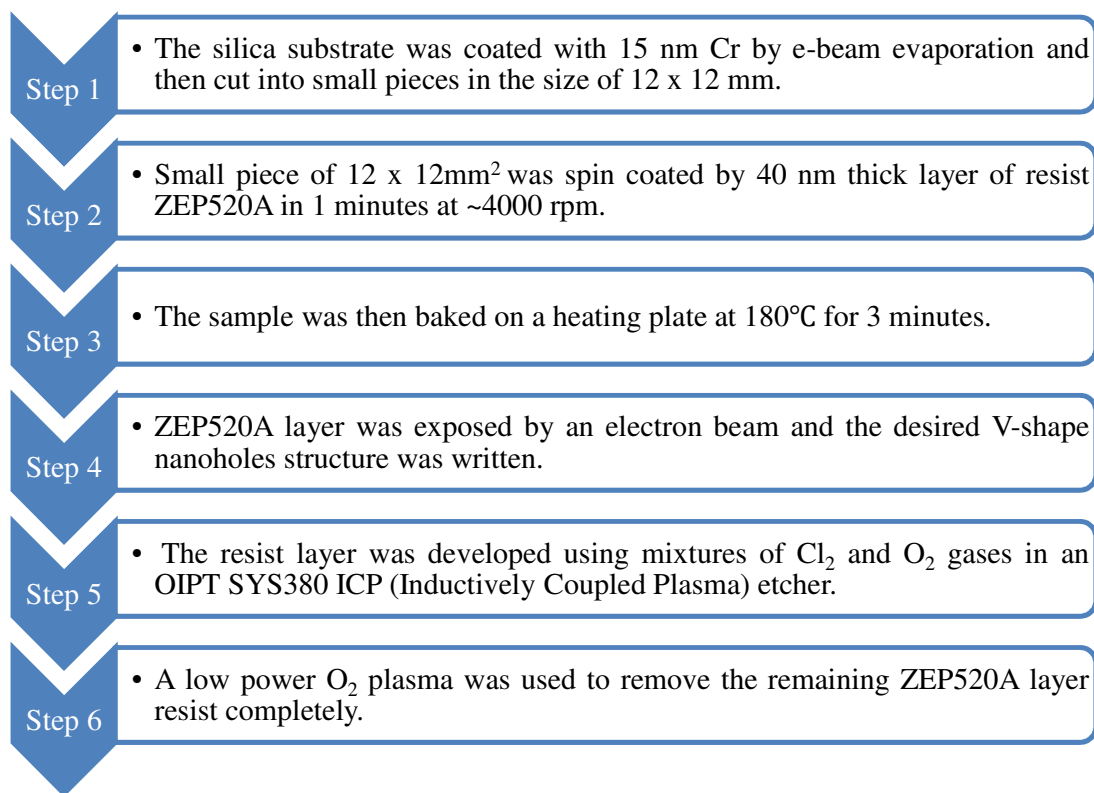 Step 1
• The silica substrate was coated with 15 nm Cr by e-beam evaporation and
then cut into small pieces in the size of 12 x 12 mm.
Step 2
• Small piece of 12 x 12mm² was spin coated by 40 nm thick layer of resist
ZEP520A in 1 minutes at ~4000 rpm.
Step 3
• The sample was then baked on a heating plate at 180℃ for 3 minutes.
Step 4
• ZEP520A layer was exposed by an electron beam and the desired V-shape
nanoholes structure was written.
Step 5
• The resist layer was developed using mixtures of Cl₂ and O₂ gases in an
OIPT SYS380 ICP (Inductively Coupled Plasma) etcher.
Step 6
• A low power O₂ plasma was used to remove the remaining ZEP520A layer
resist completely.